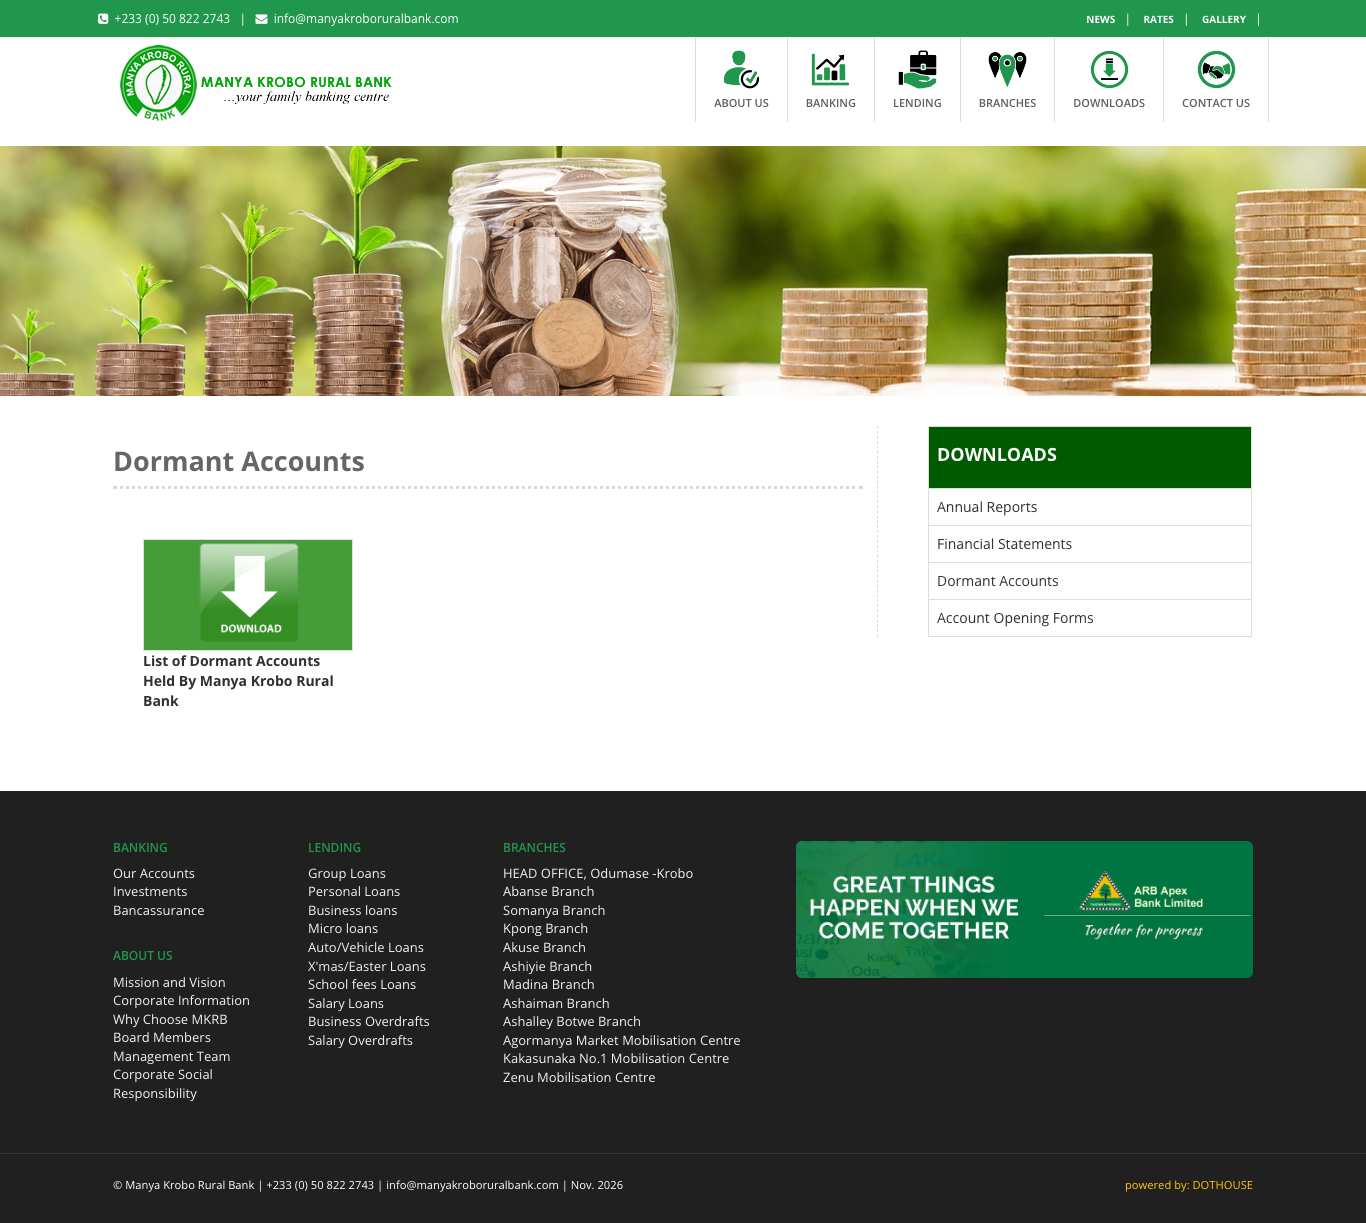 +233 (0) 50 822 2743 | info@manyakroboruralbank.com
NEWS | RATES | GALLERY |
MANYA KROBO RURAL
BANK
MANYA KROBO RURAL BANK
...your family banking centre
ABOUT US
BANKING
LENDING
BRANCHES
DOWNLOADS
CONTACT US
Dormant Accounts
DOWNLOAD
List of Dormant Accounts
Held By Manya Krobo Rural
Bank
DOWNLOADS
Annual Reports
Financial Statements
Dormant Accounts
Account Opening Forms
BANKING
Our Accounts
Investments
Bancassurance
ABOUT US
Mission and Vision
Corporate Information
Why Choose MKRB
Board Members
Management Team
Corporate Social
Responsibility
LENDING
Group Loans
Personal Loans
Business loans
Micro loans
Auto/Vehicle Loans
X'mas/Easter Loans
School fees Loans
Salary Loans
Business Overdrafts
Salary Overdrafts
BRANCHES
HEAD OFFICE, Odumase -Krobo
Abanse Branch
Somanya Branch
Kpong Branch
Akuse Branch
Ashiyie Branch
Madina Branch
Ashaiman Branch
Ashalley Botwe Branch
Agormanya Market Mobilisation Centre
Kakasunaka No.1 Mobilisation Centre
Zenu Mobilisation Centre
GREAT THINGS
HAPPEN WHEN WE
COME TOGETHER
ARB Apex
Bank Limited
Together for progress
LAKE
Oda
© Manya Krobo Rural Bank | +233 (0) 50 822 2743 | info@manyakroboruralbank.com | Nov. 2026
powered by: DOTHOUSE